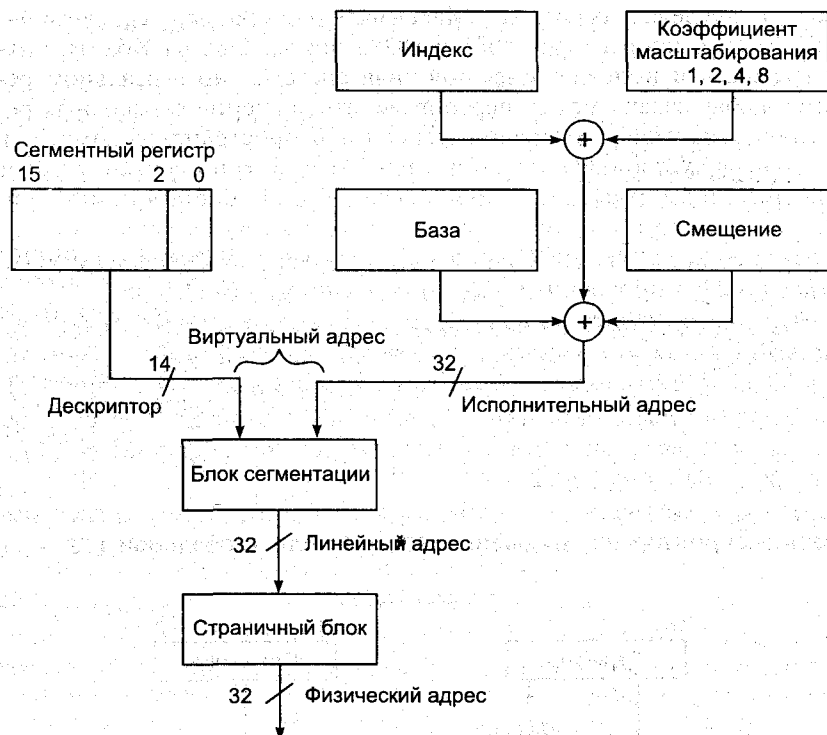 Индекс
Коэффициент
масштабирования
1, 2, 4, 8
+
Сегментный регистр
15 2 0
База
Смещение
+
Виртуальный адрес
14
32
Дескриптор
Исполнительный адрес
Блок сегментации
32
Линейный адрес
Страничный блок
32
Физический адрес